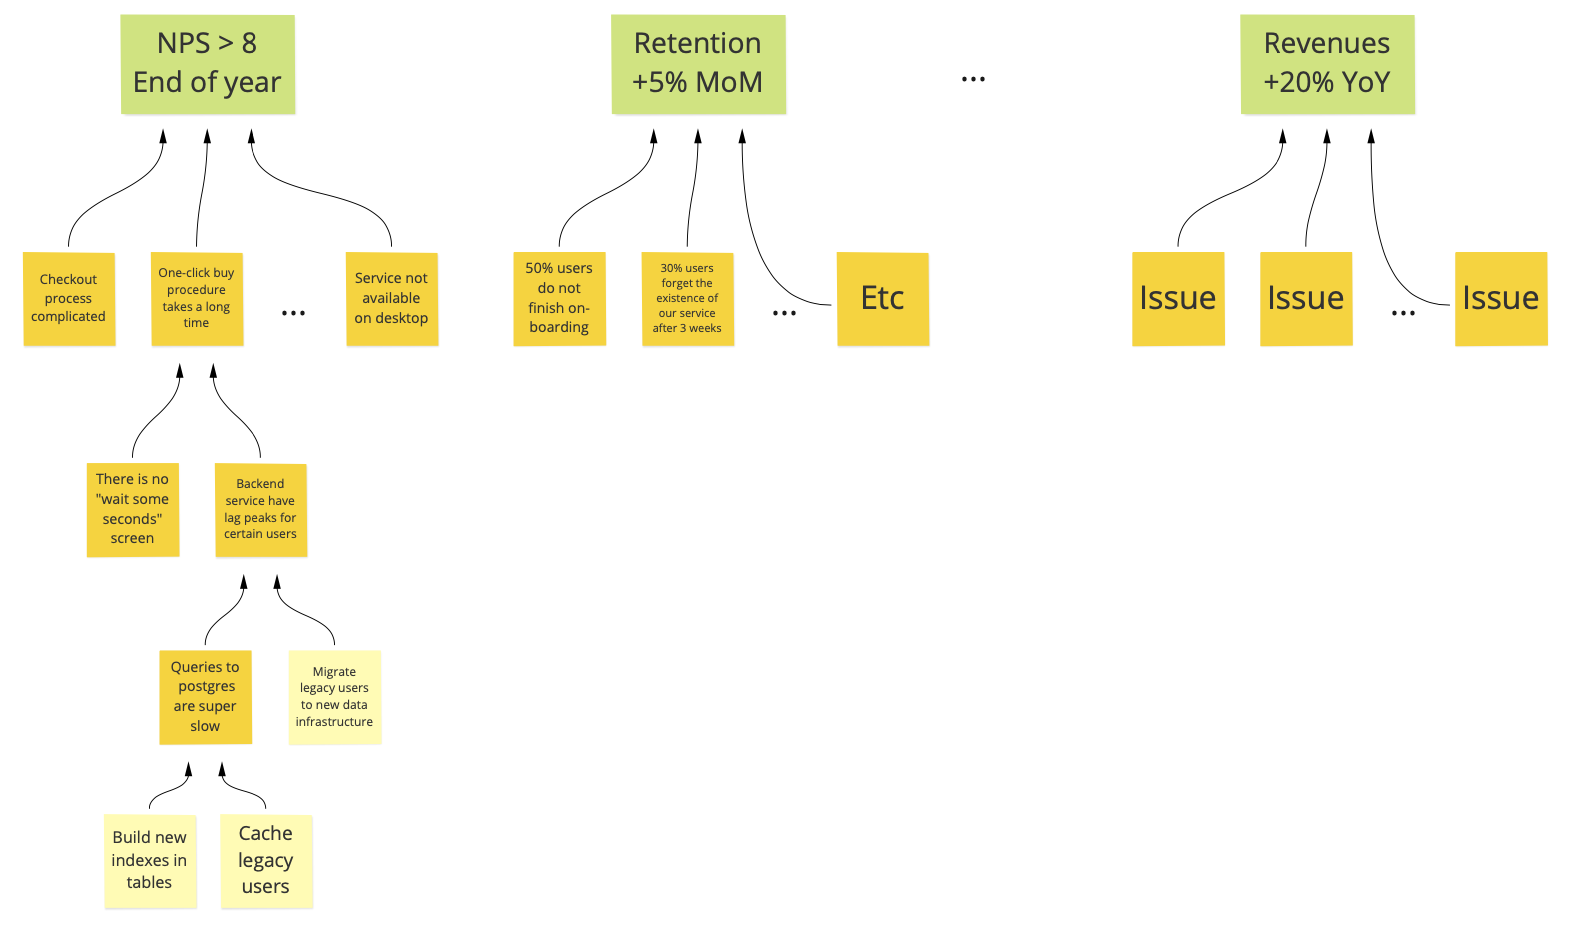 NPS > 8
End of year
Retention
+5% MoM
...
Revenues
+20% YoY
Checkout
process
complicated
One-click buy
procedure
takes a long
time
...
Service not
available
on desktop
50% users
do not
finish on-
boarding
30% users
forget the
existence of
our service
after 3 weeks
...
Etc
Issue
Issue
...
Issue
There is no
"wait some
seconds"
screen
Backend
service have
lag peaks for
certain users
Queries to
postgres
are super
slow
Migrate
legacy users
to new data
infrastructure
Build new
indexes in
tables
Cache
legacy
users